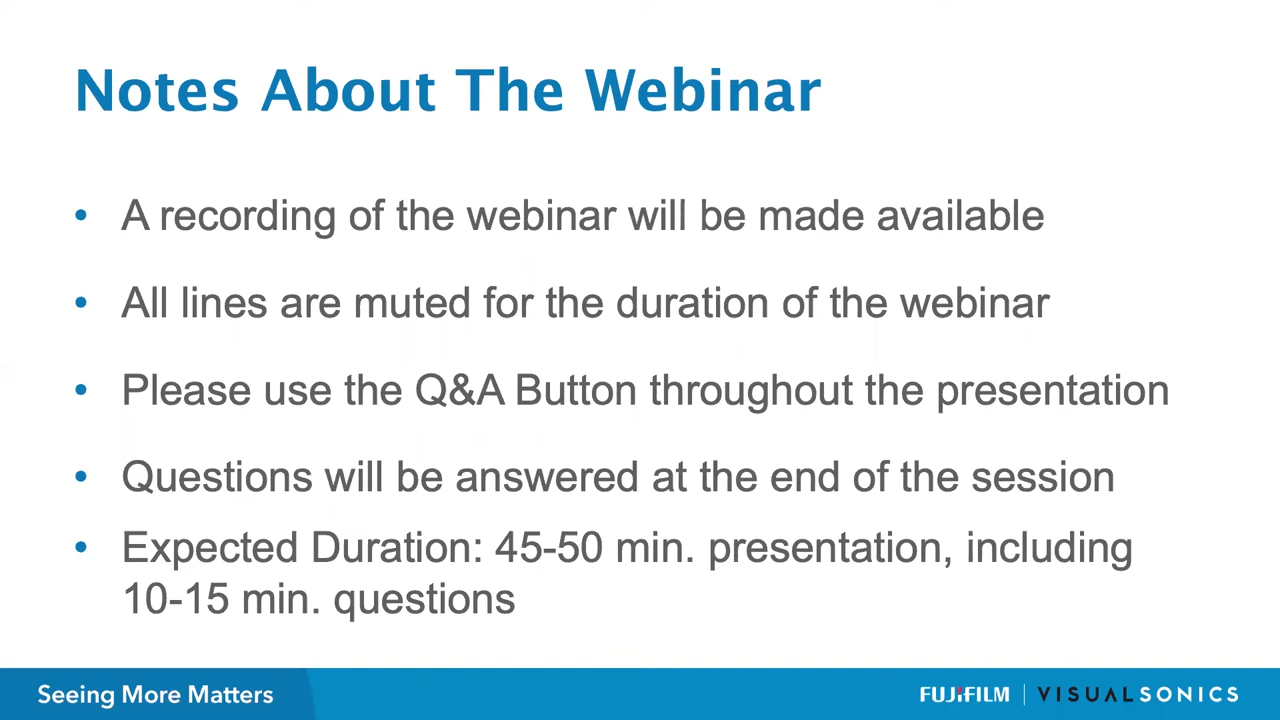 Notes About The Webinar
• A recording of the webinar will be made available
• All lines are muted for the duration of the webinar
• Please use the Q&A Button throughout the presentation
• Questions will be answered at the end of the session
• Expected Duration: 45-50 min. presentation, including
10-15 min. questions
Seeing More Matters
FUJIFILM | VISUALSONICS